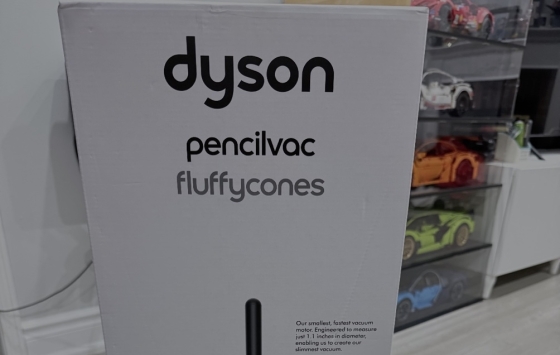 dyson
pencilvac
fluffycones
Our smallest, fastest vacuum
motor. Engineered to measure
just 1.1 inches in diameter,
enabling us to create our
slimmest vacuum.